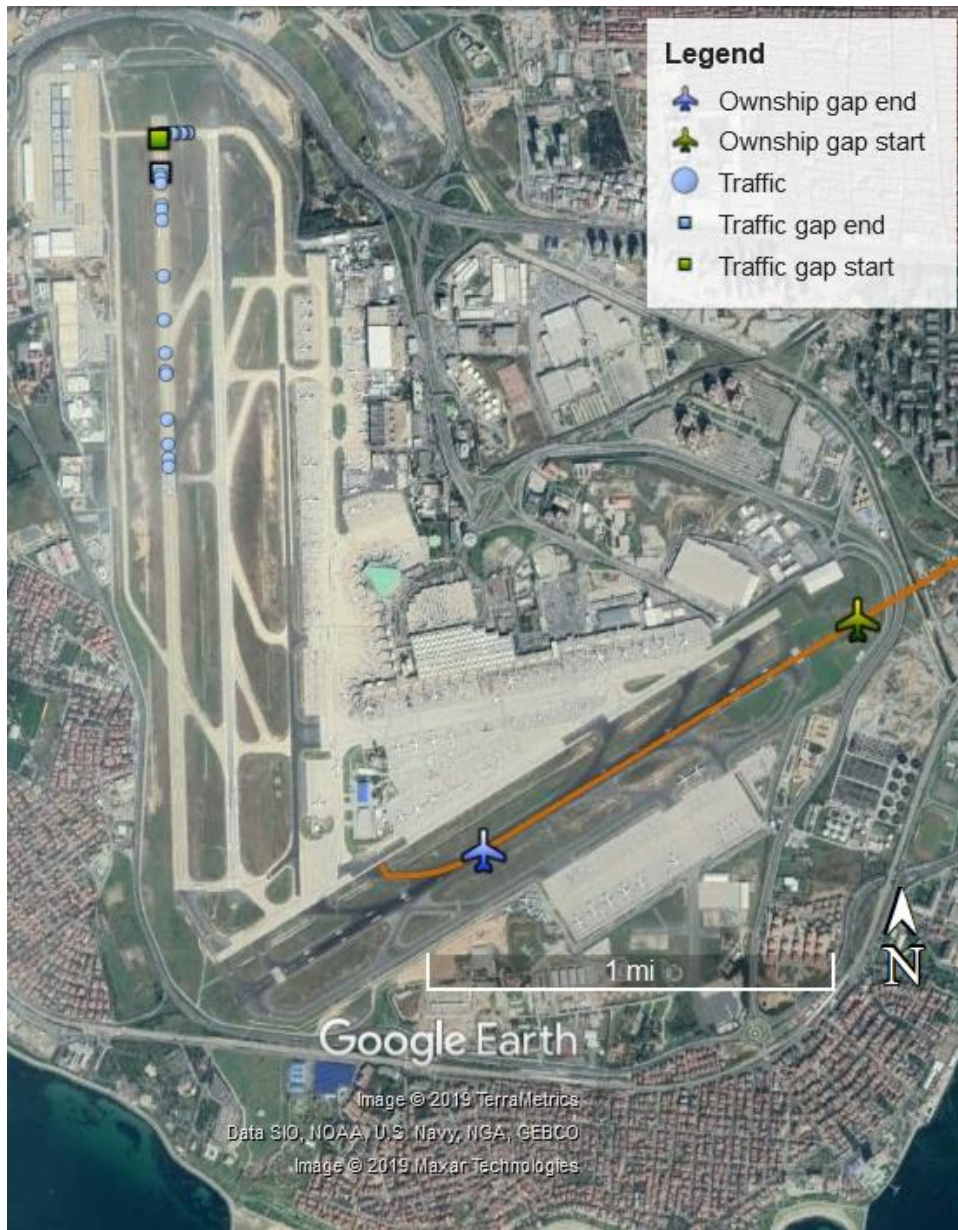 Legend
Ownship gap end
Ownship gap start
Traffic
Traffic gap end
Traffic gap start
1 mi
N
Google Earth
Image © 2019 TerraMetrics
Data SIO, NOAA, U.S. Navy, NGA, GEBCO
Image © 2019 Maxar Technologies